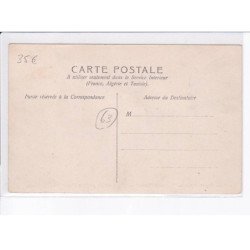 35€
CARTE POSTALE
A utiliser seulement dans le Service Intérieur
(France, Algérie et Tunisie).
Partie réservée à la Correspondance
Adresse du Destinataire
M
63